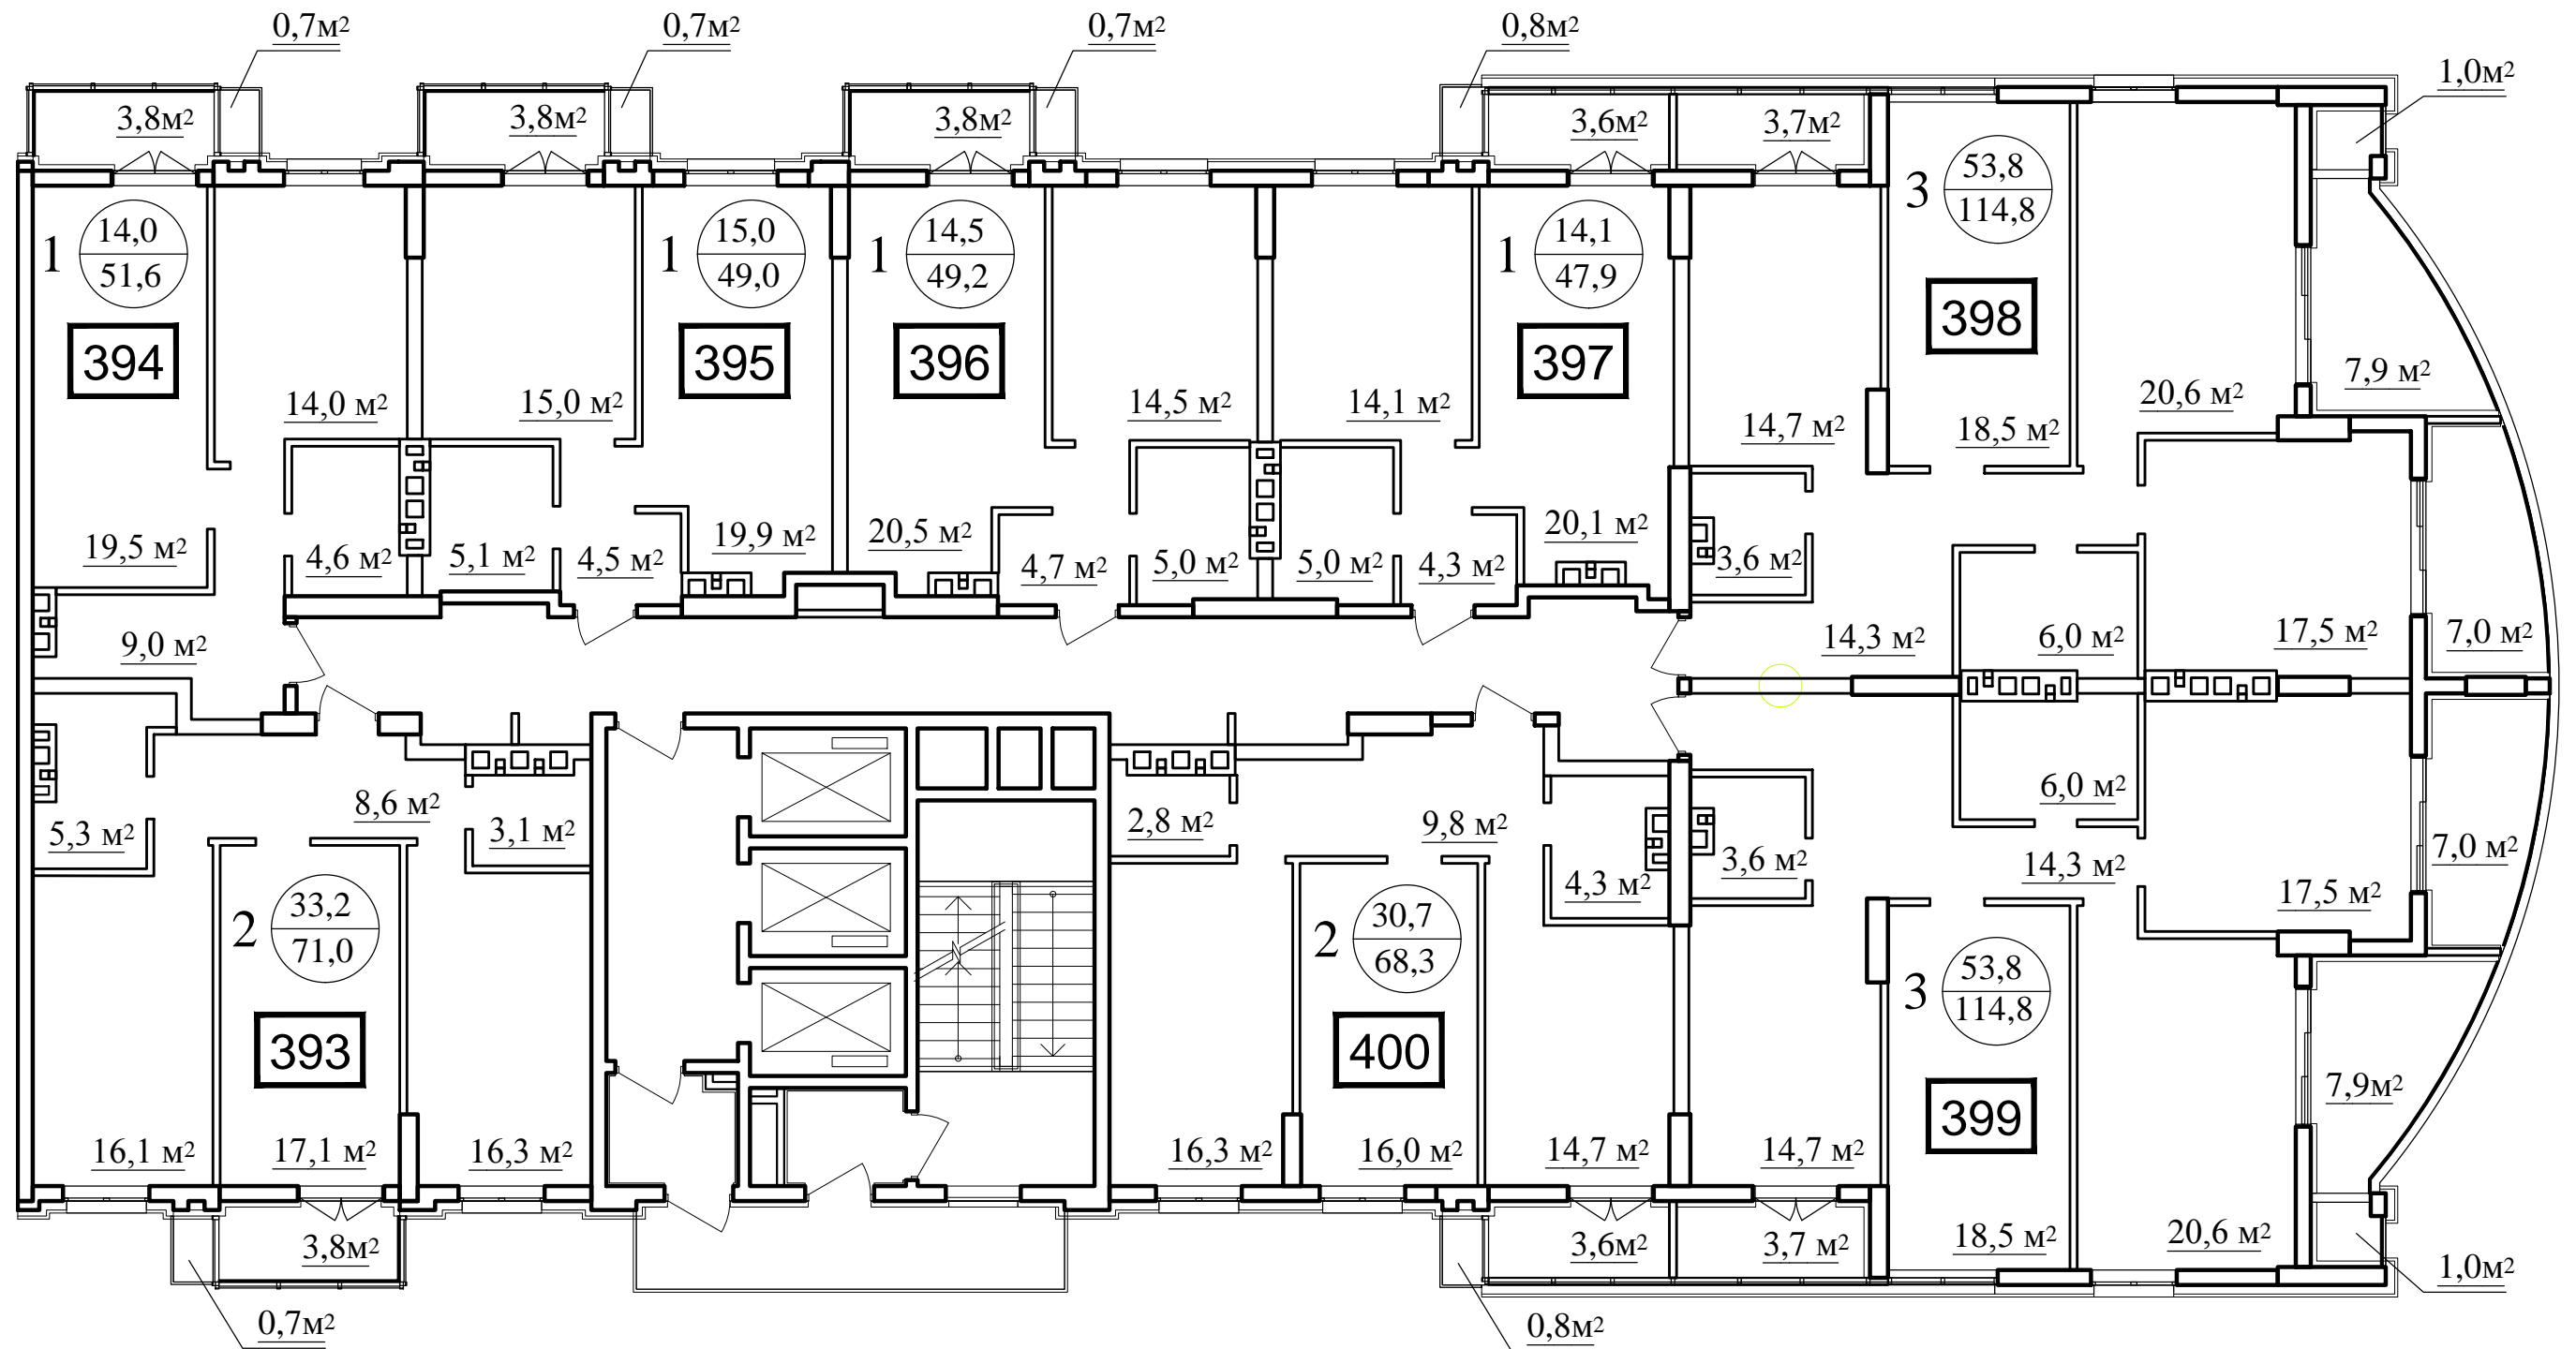 0,7м²
0,7м²
0,7м²
0,8м²
1,0м²
3,8м²
3,8м²
3,8м²
3,6м²
3,7м²
1
14,0
51,6
394
15,0
49,0
1
395
1
14,5
49,2
396
1
14,1
47,9
397
3
53,8
114,8
398
14,0 м²
15,0 м²
14,5 м²
14,1 м²
14,7 м²
18,5 м²
20,6 м²
7,9 м²
19,5 м²
4,6 м²
5,1 м²
4,5 м²
19,9 м²
20,5 м²
4,7 м²
5,0 м²
5,0 м²
4,3 м²
20,1 м²
3,6 м²
9,0 м²
14,3 м²
6,0 м²
17,5 м²
7,0 м²
5,3 м²
8,6 м²
3,1 м²
2,8 м²
9,8 м²
4,3 м²
3,6 м²
6,0 м²
14,3 м²
17,5 м²
7,0 м²
2
33,2
71,0
393
2
30,7
68,3
400
3
53,8
114,8
399
7,9м²
16,1 м²
17,1 м²
16,3 м²
16,3 м²
16,0 м²
14,7 м²
14,7 м²
18,5 м²
20,6 м²
3,8м²
3,6м²
3,7 м²
1,0м²
0,7м²
0,8м²